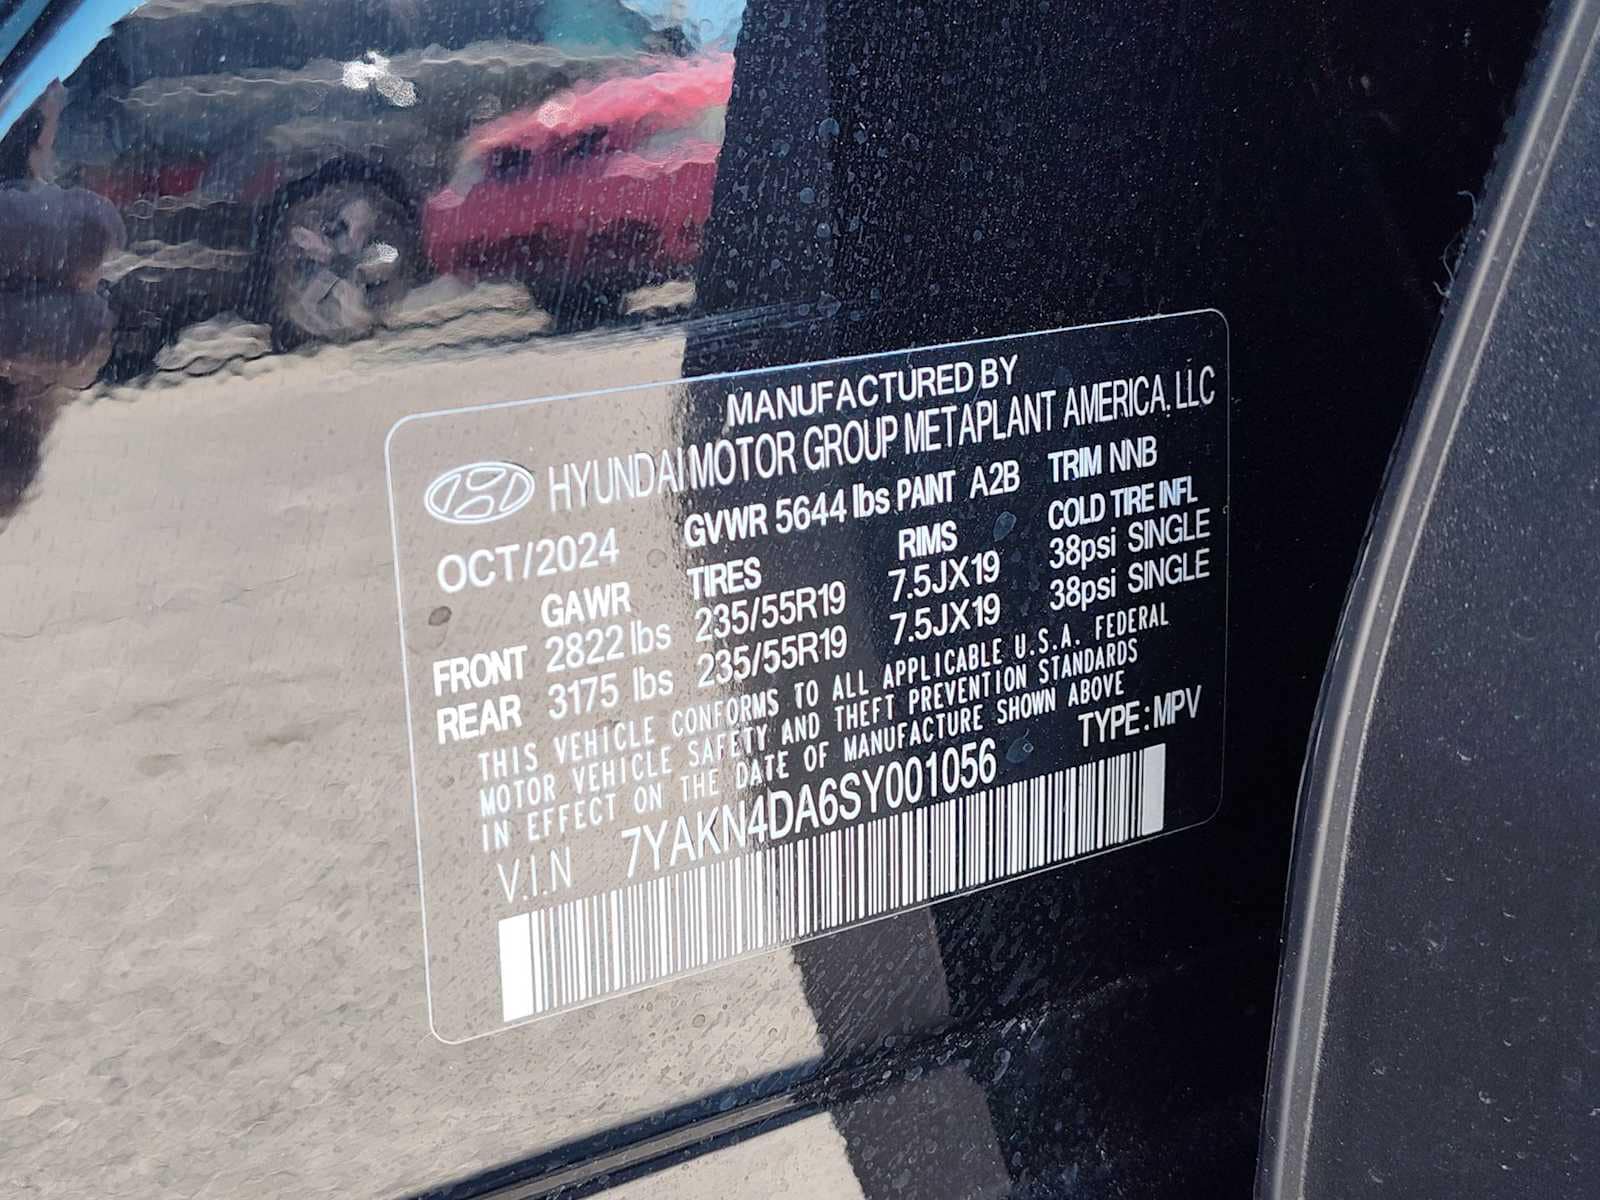 MANUFACTURED BY
HYUNDAI MOTOR GROUP METAPLANT AMERICA, LLC
OCT/2024 GVWR 5644 lbs PAINT A2B TRIM NNB
GAWR TIRES RIMS COLD TIRE INFL
FRONT 2822 lbs 235/55R19 7.5JX19 38psi SINGLE
REAR 3175 lbs 235/55R19 7.5JX19 38psi SINGLE
THIS VEHICLE CONFORMS TO ALL APPLICABLE U.S.A. FEDERAL
MOTOR VEHICLE SAFETY AND THEFT PREVENTION STANDARDS
IN EFFECT ON THE DATE OF MANUFACTURE SHOWN ABOVE
V.I.N 7YAKN4DA6SY001056 TYPE:MPV